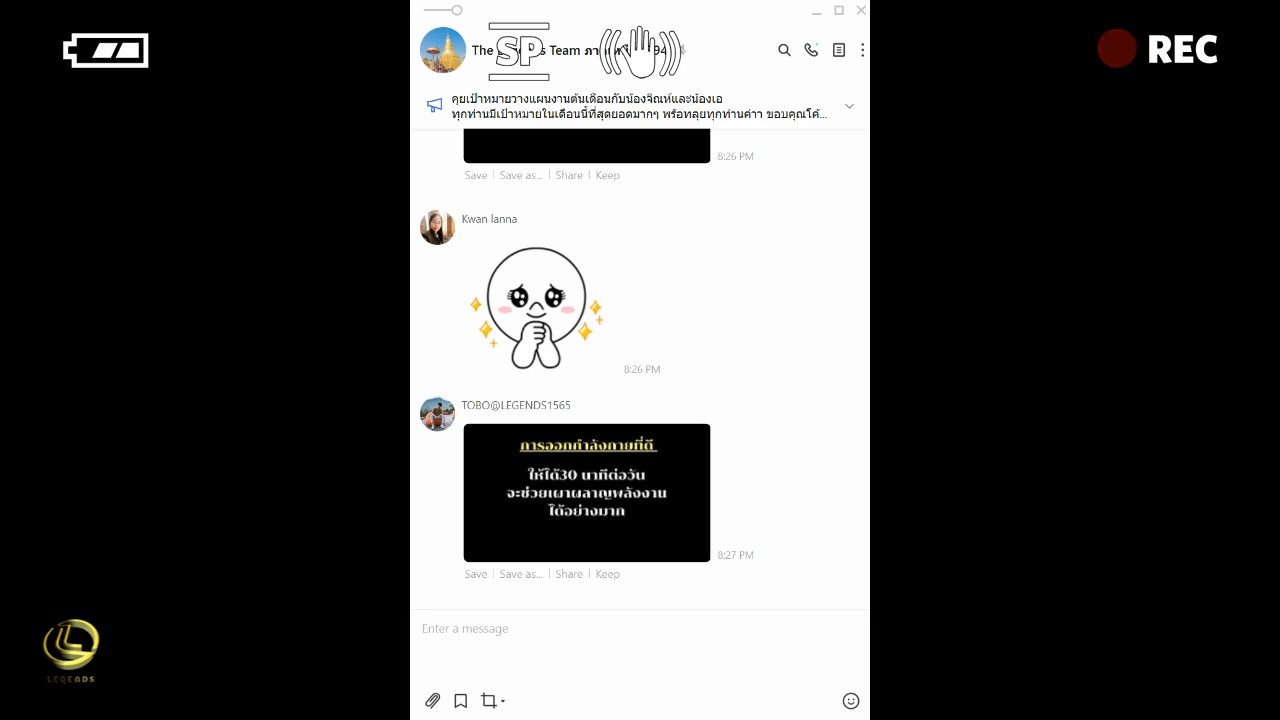 REC
SP
The
Team
คุยเป้าหมายวางแผนงานต้นเดือนกับน้องจิณห์และน้องเอ
ทุกท่านมีเป้าหมายในเดือนนี้ที่สุดยอดมากๆ พร้อทลุยทุกท่านค่าา ขอบคุณโค้...
8:26 PM
Save
Save as...
Share
Keep
Kwan lanna
8:26 PM
TOBO@LEGENDS1565
การออกกำลังกายที่ดี
ให้ได้30 นาทีต่อวัน
จะช่วยเผาผลาญพลังงาน
ได้อย่างมาก
8:27 PM
Save
Save as...
Share
Keep
Enter a message
LEGENDS